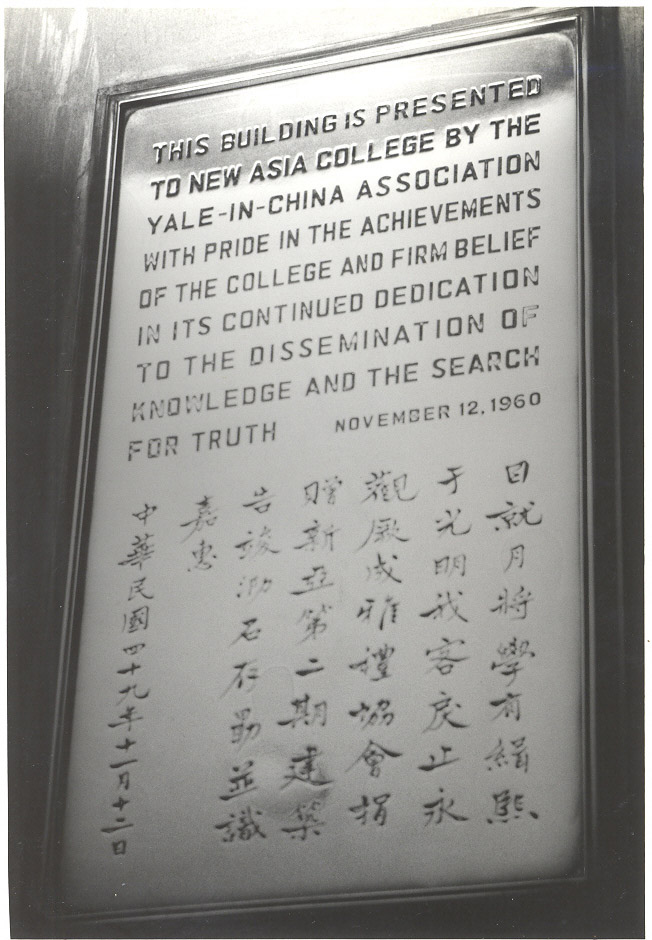 THIS BUILDING IS PRESENTED
TO NEW ASIA COLLEGE BY THE
YALE-IN-CHINA ASSOCIATION
WITH PRIDE IN THE ACHIEVEMENTS
OF THE COLLEGE AND FIRM BELIEF
IN ITS CONTINUED DEDICATION
TO THE DISSEMINATION OF
KNOWLEDGE AND THE SEARCH
FOR TRUTH NOVEMBER 12, 1960
日就月將學有緝熙
于光明我客戾止永
觀厥成雅禮協會捐
贈新亞第二期建築
告竣泐石存勖並識
嘉惠
中華民國四十九年十一月十二日